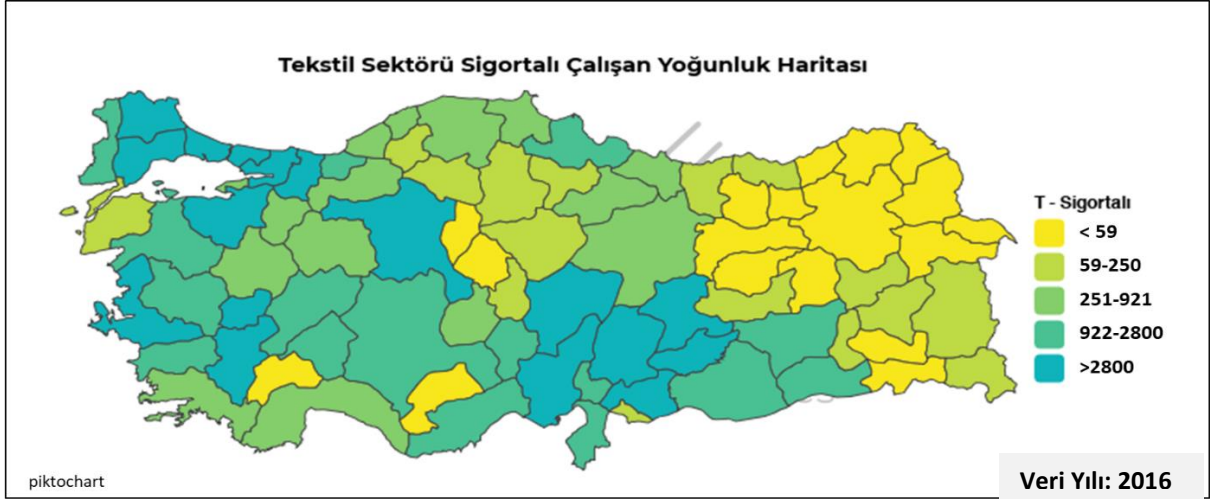 Tekstil Sektörü Sigortalı Çalışan Yoğunluk Haritası
T - Sigortalı
< 59
59-250
251-921
922-2800
>2800
piktochart
Veri Yılı: 2016